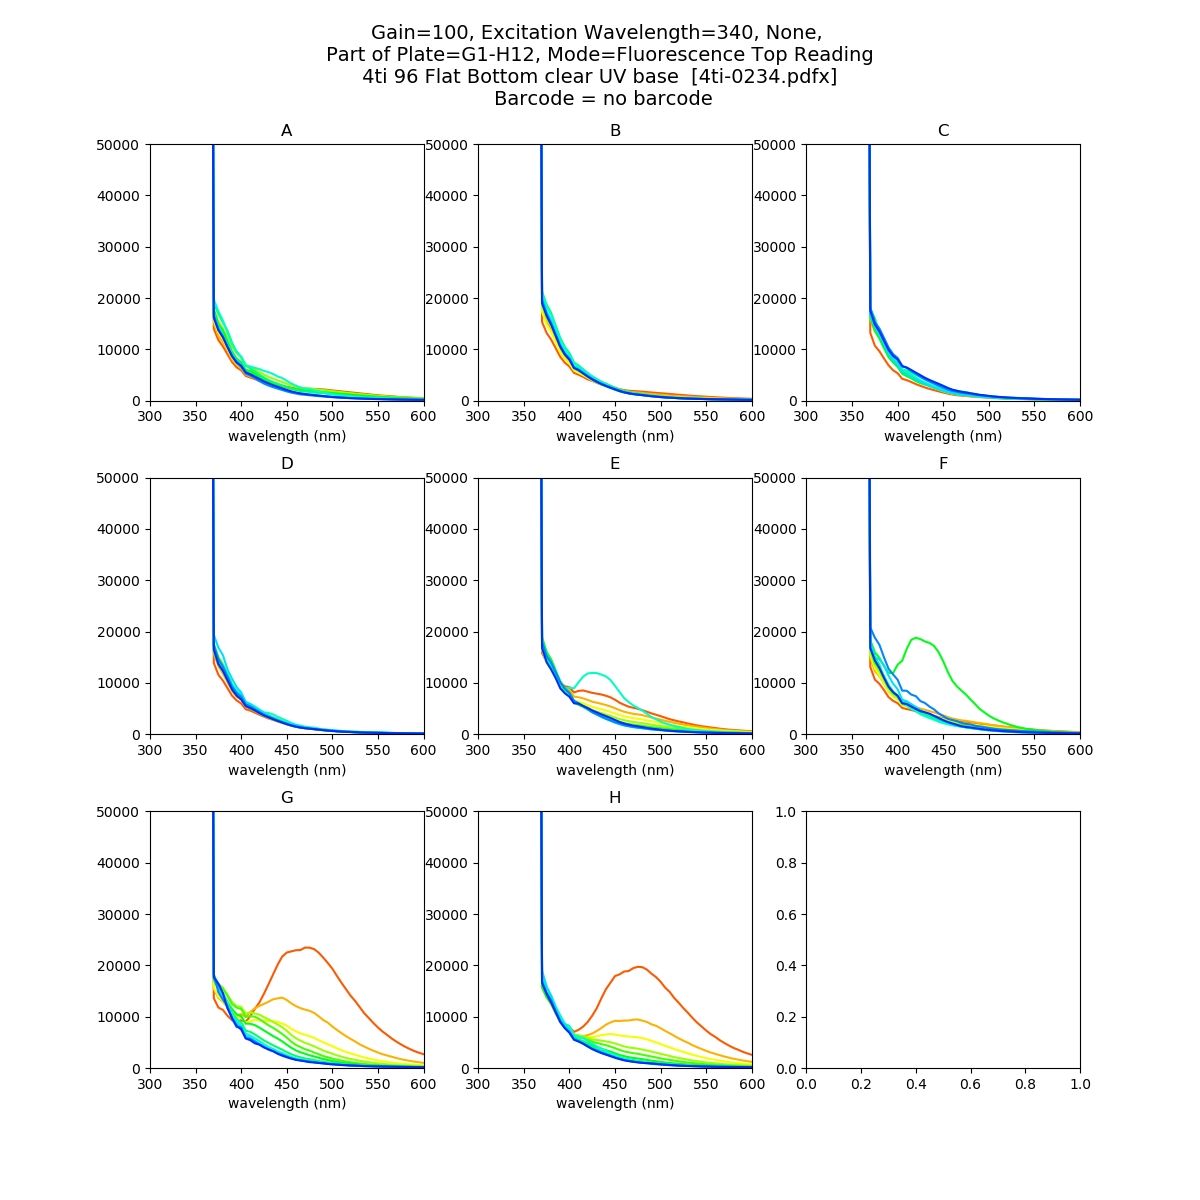 Gain=100, Excitation Wavelength=340, None,
Part of Plate=G1-H12, Mode=Fluorescence Top Reading
4ti 96 Flat Bottom clear UV base  [4ti-0234.pdfx]
Barcode = no barcode
A
50000
40000
30000
20000
10000
0
300 350 400 450 500 550 600
wavelength (nm)
B
50000
40000
30000
20000
10000
0
300 350 400 450 500 550 600
wavelength (nm)
C
50000
40000
30000
20000
10000
0
300 350 400 450 500 550 600
wavelength (nm)
D
50000
40000
30000
20000
10000
0
300 350 400 450 500 550 600
wavelength (nm)
E
50000
40000
30000
20000
10000
0
300 350 400 450 500 550 600
wavelength (nm)
F
50000
40000
30000
20000
10000
0
300 350 400 450 500 550 600
wavelength (nm)
G
50000
40000
30000
20000
10000
0
300 350 400 450 500 550 600
wavelength (nm)
H
50000
40000
30000
20000
10000
0
300 350 400 450 500 550 600
wavelength (nm)
1.0
0.8
0.6
0.4
0.2
0.0
0.0 0.2 0.4 0.6 0.8 1.0